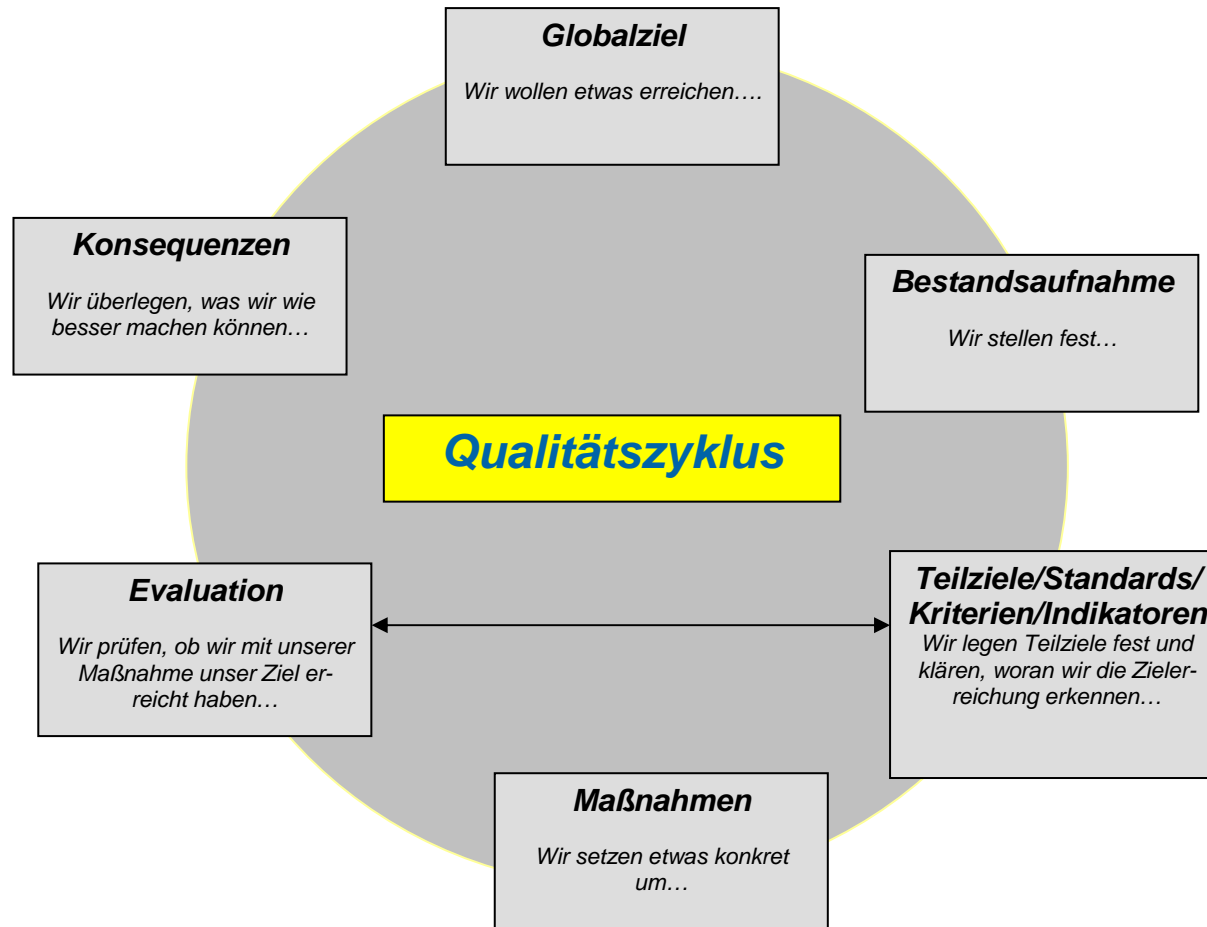 Globalziel
Wir wollen etwas erreichen….
Konsequenzen
Wir überlegen, was wir wie
besser machen können…
Bestandsaufnahme
Wir stellen fest…
Qualitätszyklus
Evaluation
Wir prüfen, ob wir mit unserer
Maßnahme unser Ziel er-
reicht haben…
Teilziele/Standards/
Kriterien/Indikatoren
Wir legen Teilziele fest und
klären, woran wir die Zieler-
reichung erkennen…
Maßnahmen
Wir setzen etwas konkret
um…